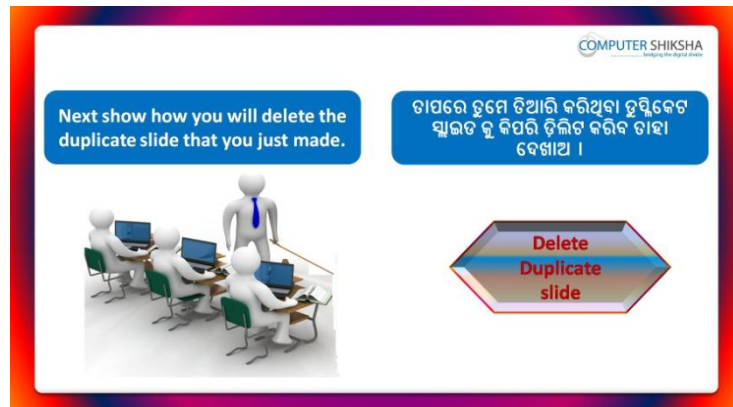 COMPUTER SHIKSHA
bridging the digital divide
Next show how you will delete the
duplicate slide that you just made.
ତାପରେ ତୁମେ ତିଆରି କରିଥିବା ଡୁପ୍ଲିକେଟ
ସ୍ଲାଇଡ କୁ କିପରି ଡ଼ିଲିଟ କରିବ ତାହା
ଦେଖାଅ ।
Delete
Duplicate
slide